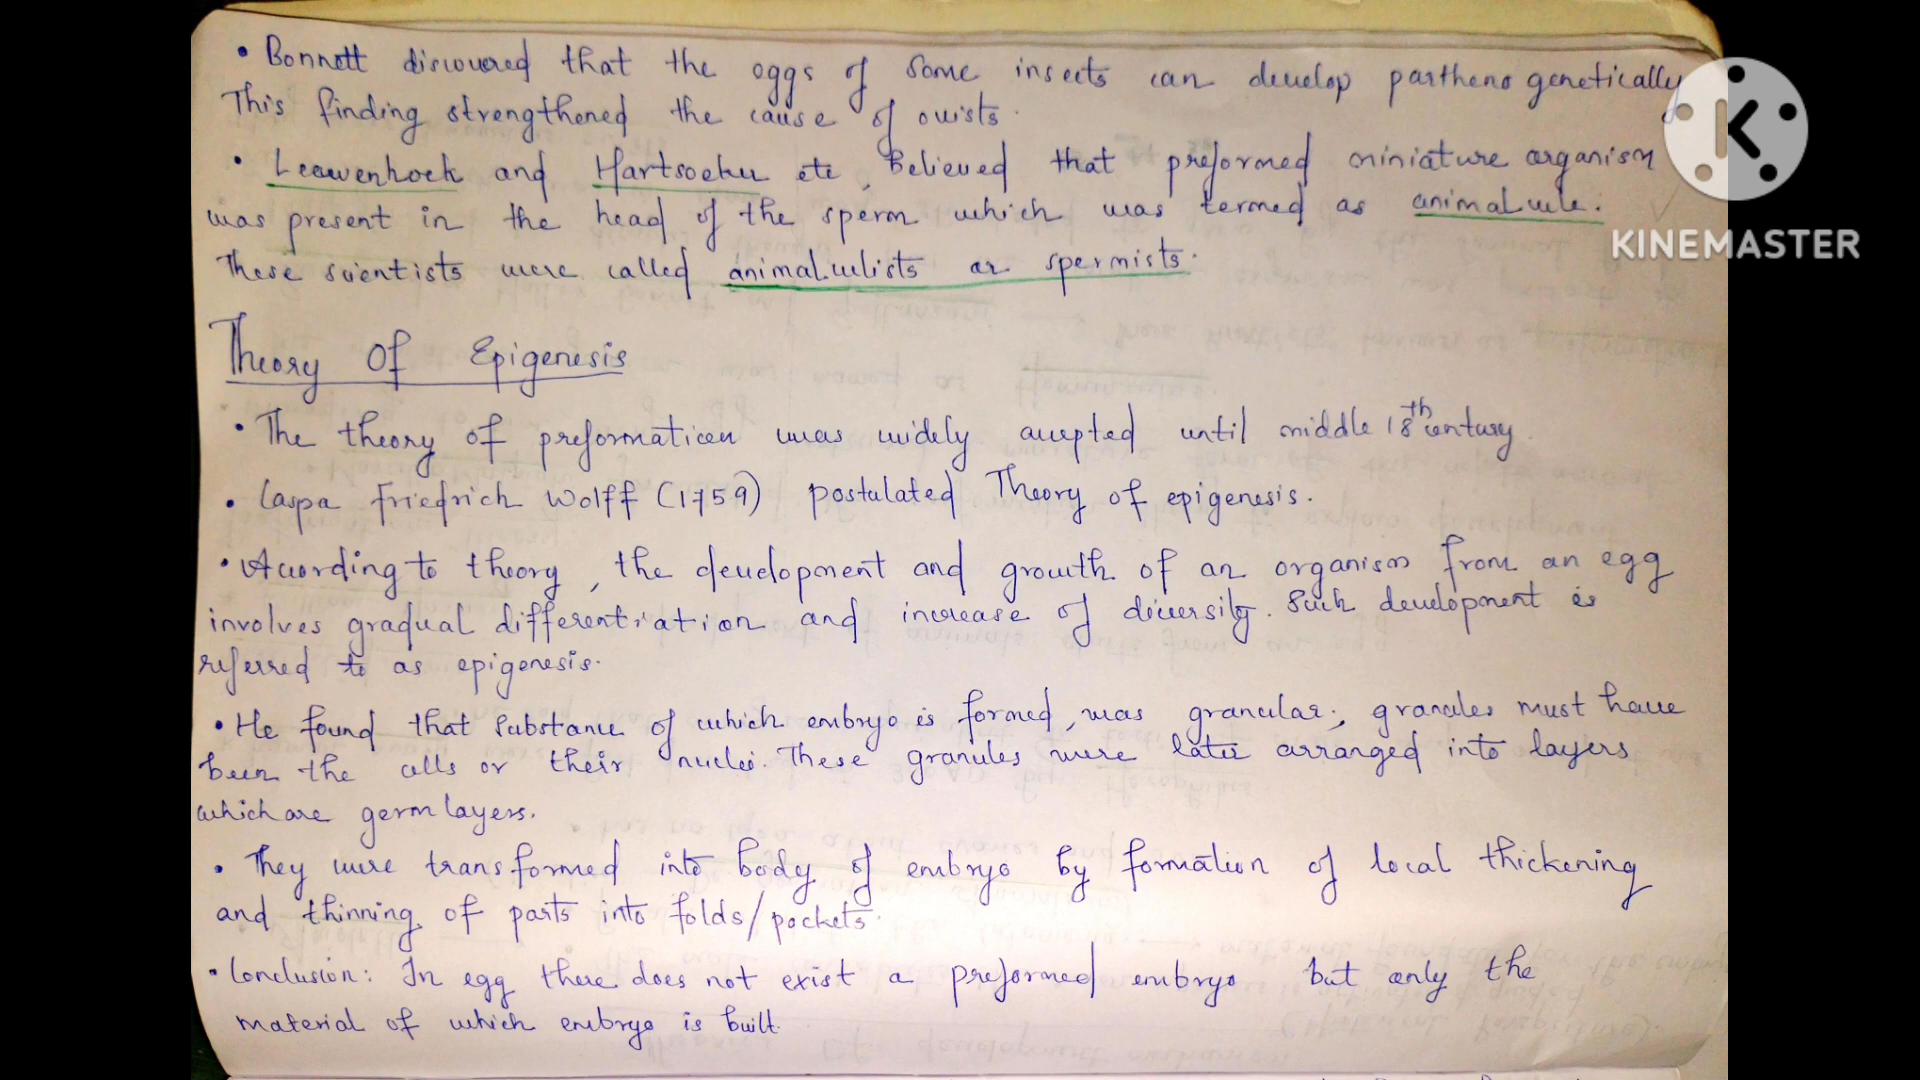 • Bonnett discovered that the eggs of some insects can develop parthenogenetically
This finding strengthened the cause of ovists.
• Leewenhoek and Hartsoeker etc, Believed that preformed miniature organism
was present in the head of the sperm which was termed as animalcule.
These scientists were called animalculists or spermists.
KINEMASTER
Theory Of Epigenesis
• The theory of preformation was widely accepted until middle 18th century.
• Caspa Friedrich Wolff (1759) postulated Theory of epigenesis.
• According to theory, the development and growth of an organism from an egg
involves gradual differentriation and increase of diversity. Such development is
referred to as epigenesis.
• He found that substance of which embryo is formed, was granular; granules must have
been the cells or their nuclei. These granules were later arranged into layers
which are germ layers.
• They were transformed into body of embryo by formation of local thickening
and thinning of parts into folds/pockets.
• Conclusion: In egg there does not exist a preformed embryo but only the
material of which embryo is built.